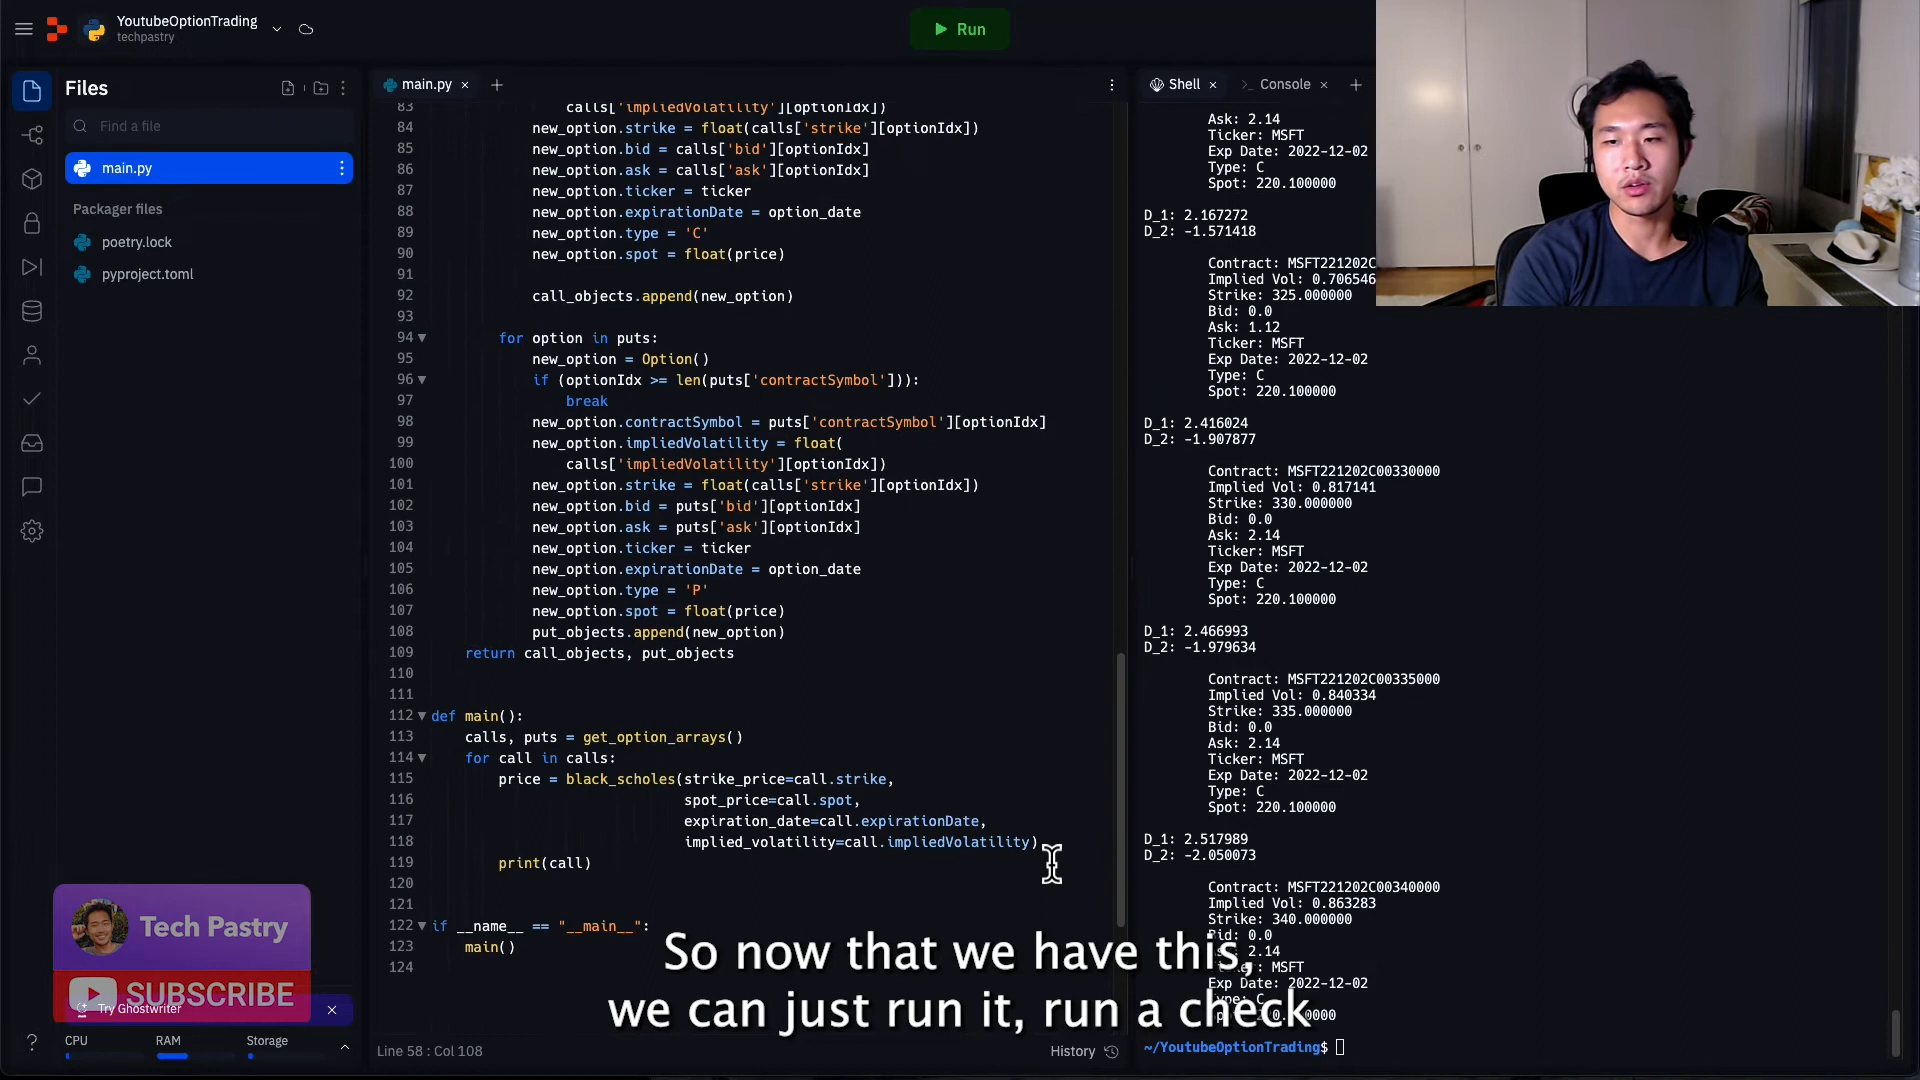 YoutubeOptionTrading
techpastry
Run
Files
Find a file
main.py
Packager files
poetry.lock
pyproject.toml
main.py
83 calls['impliedVolatility'][optionIdx])
84 new_option.strike = float(calls['strike'][optionIdx])
85 new_option.bid = calls['bid'][optionIdx]
86 new_option.ask = calls['ask'][optionIdx]
87 new_option.ticker = ticker
88 new_option.expirationDate = option_date
89 new_option.type = 'C'
90 new_option.spot = float(price)
91
92 call_objects.append(new_option)
93
94 for option in puts:
95 new_option = Option()
96 if (optionIdx >= len(puts['contractSymbol'])):
97 break
98 new_option.contractSymbol = puts['contractSymbol'][optionIdx]
99 new_option.impliedVolatility = float(
100 calls['impliedVolatility'][optionIdx])
101 new_option.strike = float(calls['strike'][optionIdx])
102 new_option.bid = puts['bid'][optionIdx]
103 new_option.ask = puts['ask'][optionIdx]
104 new_option.ticker = ticker
105 new_option.expirationDate = option_date
106 new_option.type = 'P'
107 new_option.spot = float(price)
108 put_objects.append(new_option)
109 return call_objects, put_objects
110
111
112 def main():
113 calls, puts = get_option_arrays()
114 for call in calls:
115 price = black_scholes(strike_price=call.strike,
116 spot_price=call.spot,
117 expiration_date=call.expirationDate,
118 implied_volatility=call.impliedVolatility)
119 print(call)
120
121
122 if __name__ == "__main__":
123 main()
124
Shell
Console
Ask: 2.14
Ticker: MSFT
Exp Date: 2022-12-02
Type: C
Spot: 220.100000
D_1: 2.167272
D_2: -1.571418
Contract: MSFT221202C
Implied Vol: 0.706546
Strike: 325.000000
Bid: 0.0
Ask: 1.12
Ticker: MSFT
Exp Date: 2022-12-02
Type: C
Spot: 220.100000
D_1: 2.416024
D_2: -1.907877
Contract: MSFT221202C00330000
Implied Vol: 0.817141
Strike: 330.000000
Bid: 0.0
Ask: 2.14
Ticker: MSFT
Exp Date: 2022-12-02
Type: C
Spot: 220.100000
D_1: 2.466993
D_2: -1.979634
Contract: MSFT221202C00335000
Implied Vol: 0.840334
Strike: 335.000000
Bid: 0.0
Ask: 2.14
Ticker: MSFT
Exp Date: 2022-12-02
Type: C
Spot: 220.100000
D_1: 2.517989
D_2: -2.050073
Contract: MSFT221202C00340000
Implied Vol: 0.863283
Strike: 340.000000
Bid: 0.0
2.14
MSFT
Exp Date: 2022-12-02
~/YoutubeOptionTrading$
Tech Pastry
SUBSCRIBE
Try Ghostwriter
So now that we have this,
we can just run it, run a check
CPU RAM Storage
Line 58 : Col 108
History